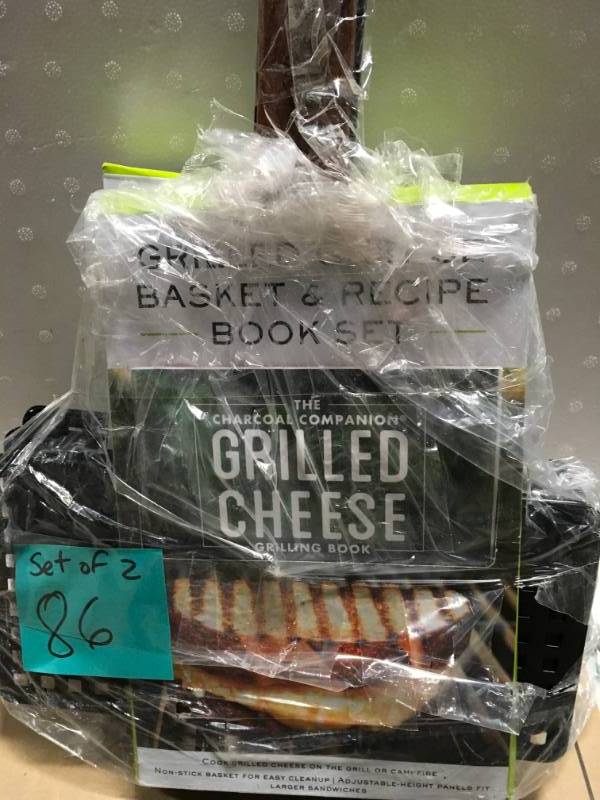 GRILLED
BASKET & RECIPE
BOOK SET
THE
CHARCOAL COMPANION®
GRILLED
CHEESE
GRILLING BOOK
Set of 2
86
COOK GRILLED CHEESE ON THE GRILL OR CAMPFIRE
NON-STICK BASKET FOR EASY CLEANUP | ADJUSTABLE-HEIGHT PANELS FIT
LARGER SANDWICHES